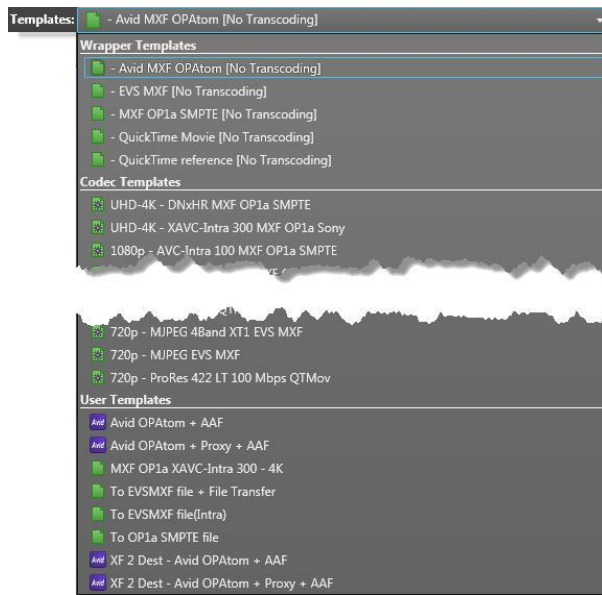 Templates: - Avid MXF OPAtom [No Transcoding]
Wrapper Templates
- Avid MXF OPAtom [No Transcoding]
- EVS MXF [No Transcoding]
- MXF OP1a SMPTE [No Transcoding]
- QuickTime Movie [No Transcoding]
- QuickTime reference [No Transcoding]
Codec Templates
UHD-4K - DNxHR MXF OP1a SMPTE
UHD-4K - XAVC-Intra 300 MXF OP1a Sony
1080p - AVC-Intra 100 MXF OP1a SMPTE
720p - MJPEG 4Band XT1 EVS MXF
720p - MJPEG EVS MXF
720p - ProRes 422 LT 100 Mbps QTMov
User Templates
Avid Avid OPAtom + AAF
Avid Avid OPAtom + Proxy + AAF
MXF OP1a XAVC-Intra 300 - 4K
To EVSMXF file + File Transfer
To EVSMXF file(Intra)
To OP1a SMPTE file
Avid XF 2 Dest - Avid OPAtom + AAF
Avid XF 2 Dest - Avid OPAtom + Proxy + AAF